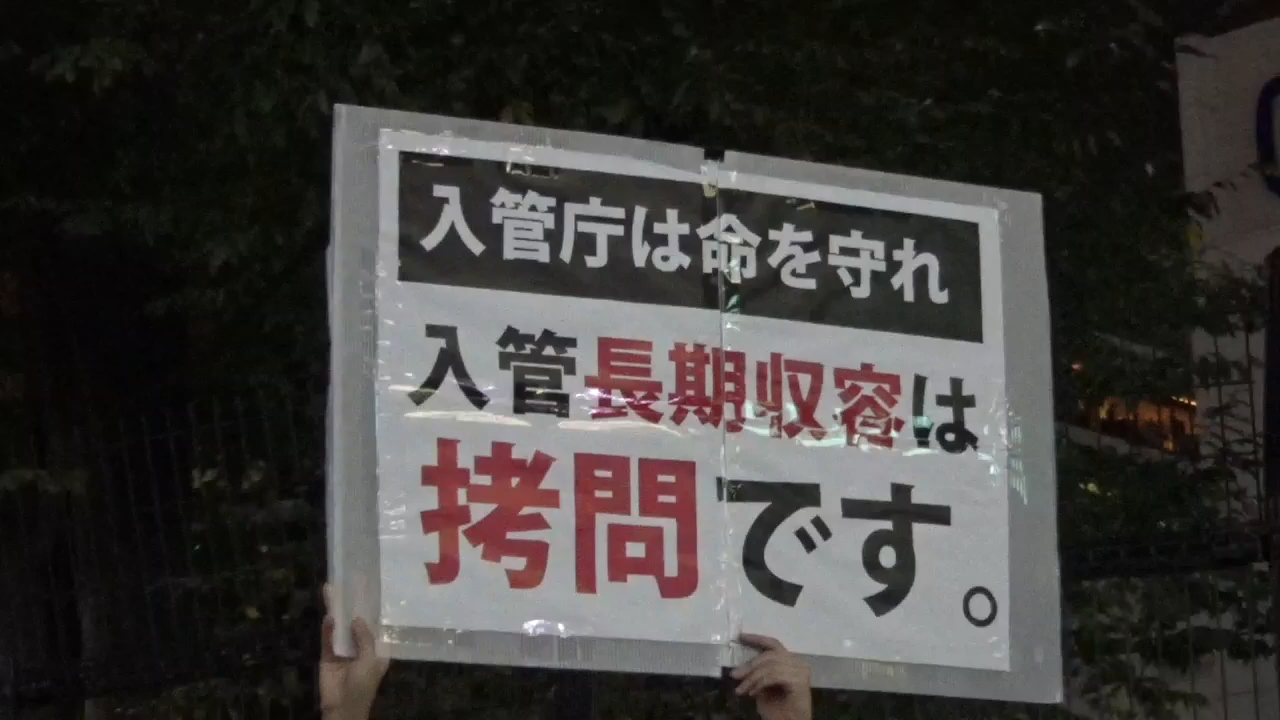 入管庁は命を守れ
入管長期収容は
拷問です。